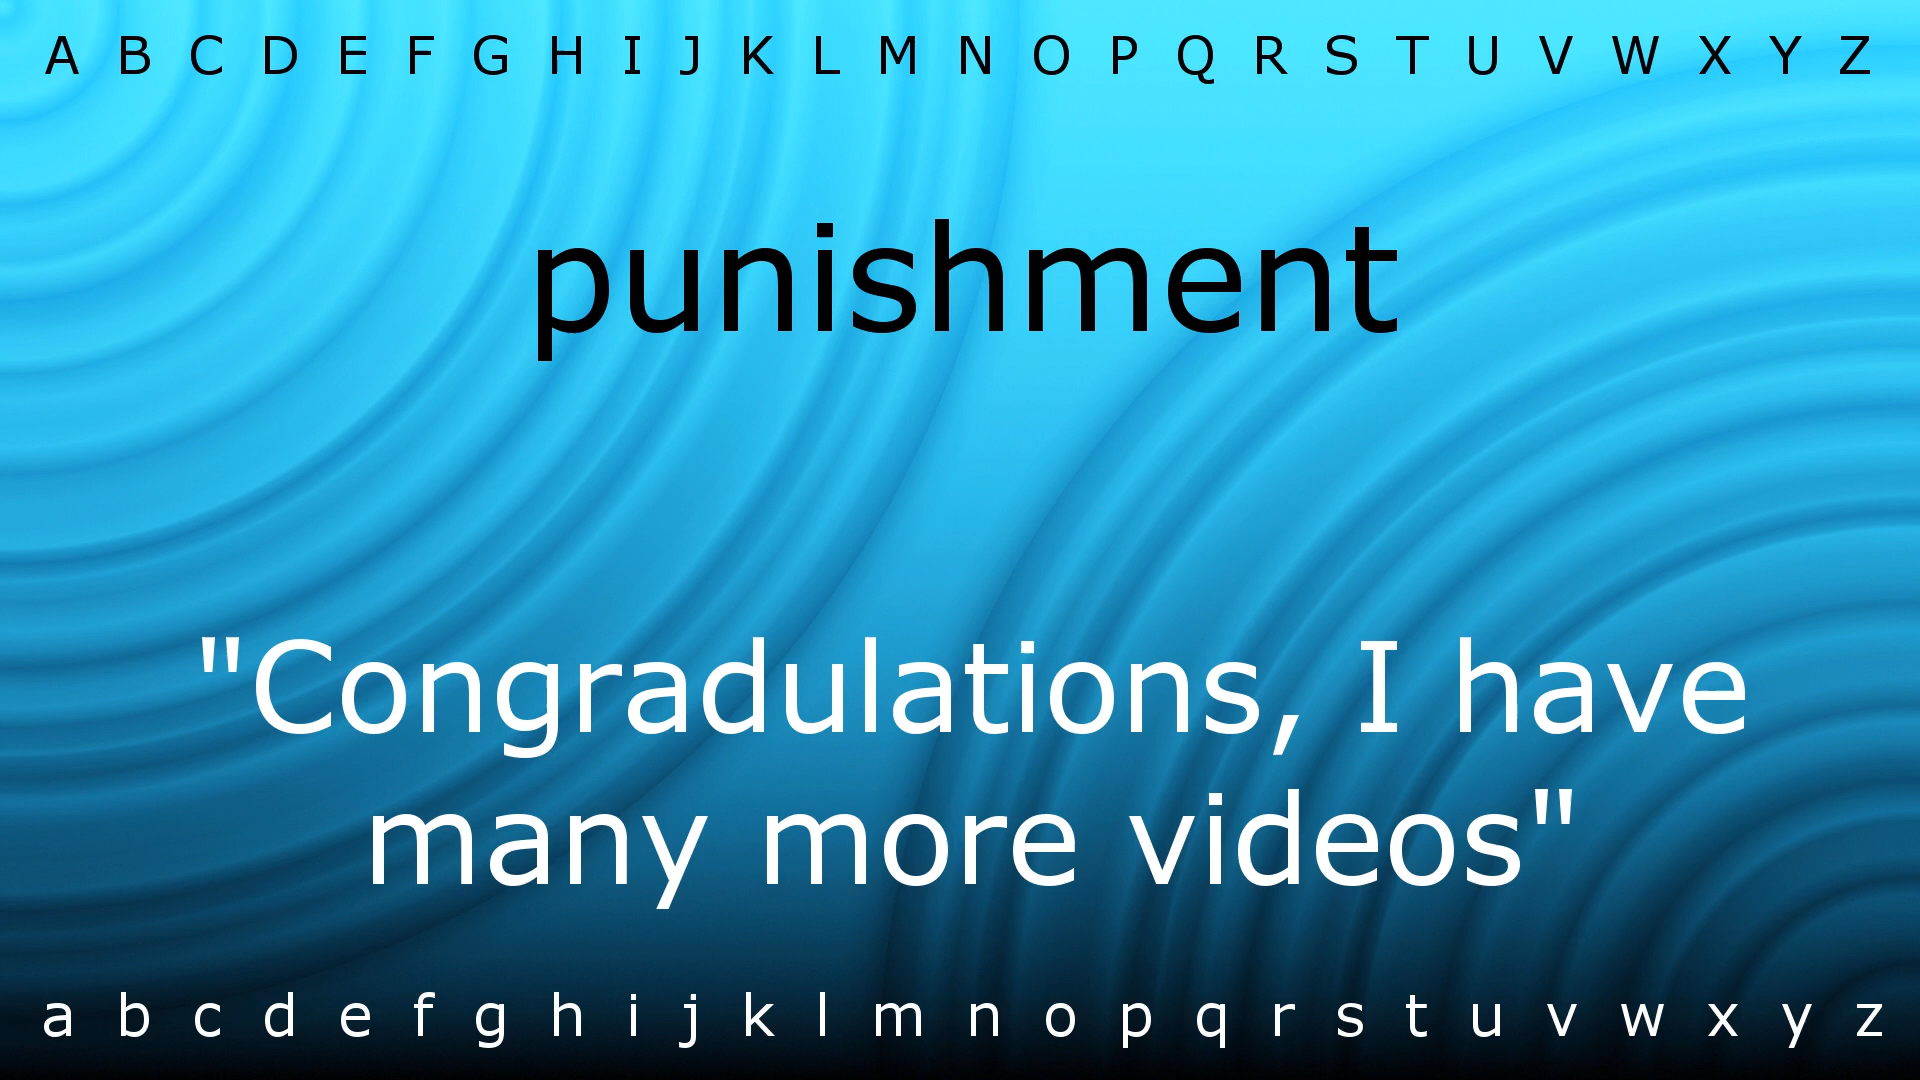 A B C D E F G H I J K L M N O P Q R S T U V W X Y Z
punishment
"Congradulations, I have
many more videos"
a b c d e f g h i j k l m n o p q r s t u v w x y z